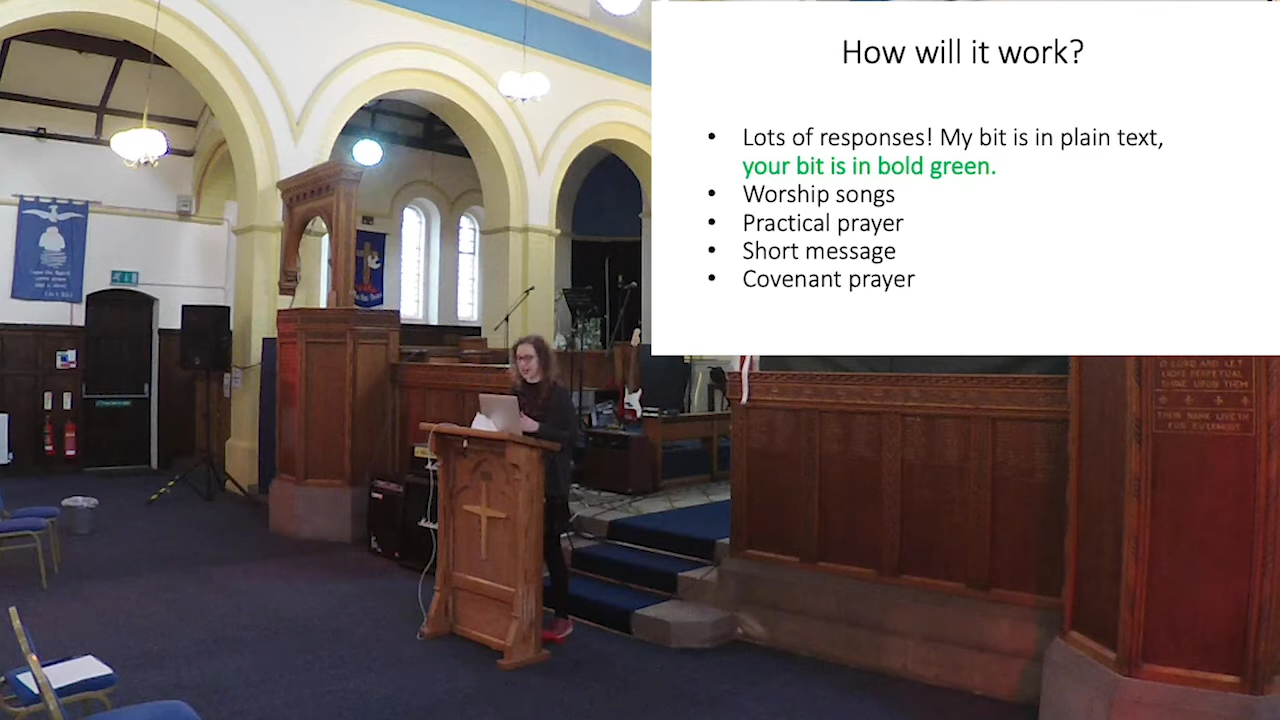 How will it work?
• Lots of responses! My bit is in plain text,
your bit is in bold green.
• Worship songs
• Practical prayer
• Short message
• Covenant prayer
O LORD AND LET
LIGHT PERPETUAL
SHINE UPON THEM
THEIR NAME LIVETH
FOR EVERMORE